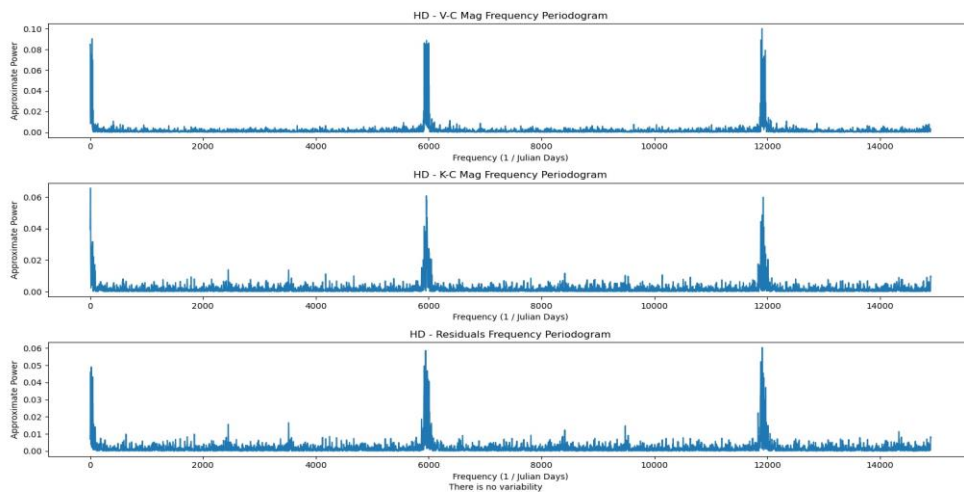 HD - V-C Mag Frequency Periodogram
Approximate Power
0.10
0.08
0.06
0.04
0.02
0.00
0 2000 4000 6000 8000 10000 12000 14000
Frequency (1 / Julian Days)
HD - K-C Mag Frequency Periodogram
Approximate Power
0.06
0.04
0.02
0.00
0 2000 4000 6000 8000 10000 12000 14000
Frequency (1 / Julian Days)
HD - Residuals Frequency Periodogram
Approximate Power
0.06
0.05
0.04
0.03
0.02
0.01
0.00
0 2000 4000 6000 8000 10000 12000 14000
Frequency (1 / Julian Days)
There is no variability